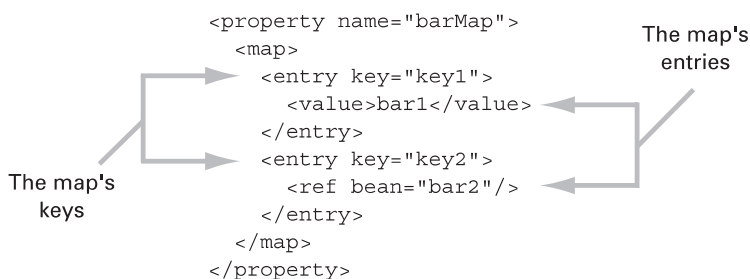 <property name="barMap">
<map>
<entry key="key1">
<value>bar1</value>
</entry>
<entry key="key2">
<ref bean="bar2"/>
</entry>
</map>
</property>
The map's
keys
The map's
entries